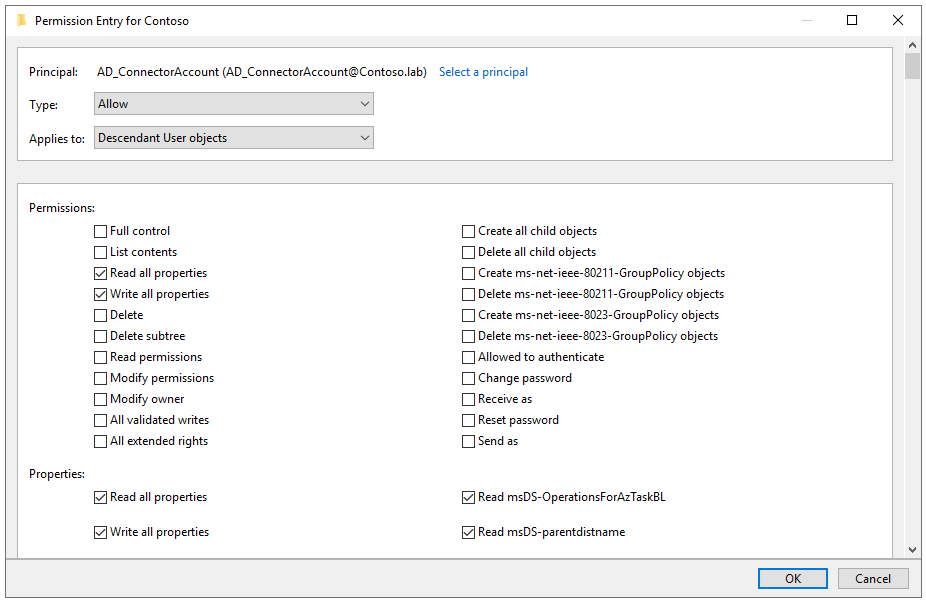 Permission Entry for Contoso
Principal: AD_ConnectorAccount (AD_ConnectorAccount@Contoso.lab) Select a principal
Type: Allow
Applies to: Descendant User objects
Permissions:
Full control Create all child objects
List contents Delete all child objects
Read all properties Create ms-net-ieee-80211-GroupPolicy objects
Write all properties Delete ms-net-ieee-80211-GroupPolicy objects
Delete Create ms-net-ieee-8023-GroupPolicy objects
Delete subtree Delete ms-net-ieee-8023-GroupPolicy objects
Read permissions Allowed to authenticate
Modify permissions Change password
Modify owner Receive as
All validated writes Reset password
All extended rights Send as
Properties:
Read all properties Read msDS-OperationsForAzTaskBL
Write all properties Read msDS-parentdistname
OK Cancel